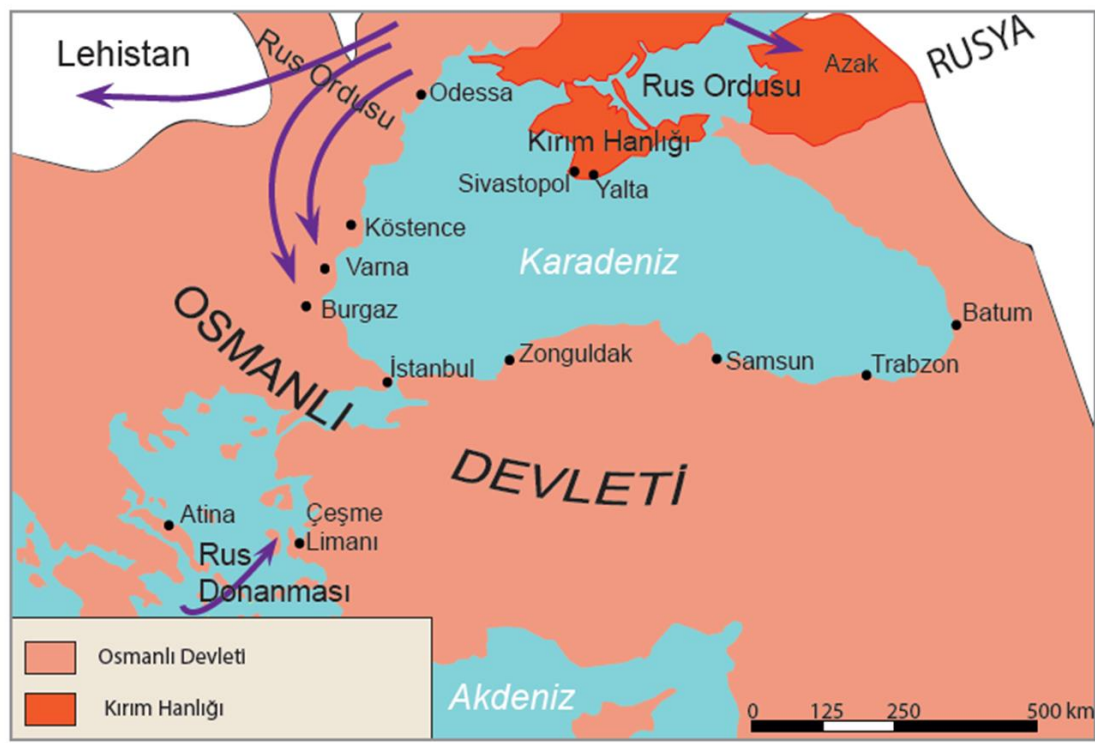 Lehistan
Rus Ordusu
Odessa
Rus Ordusu
Azak
RUSYA
Kırım Hanlığı
Sivastopol
Yalta
Köstence
Varna
Burgaz
Karadeniz
Batum
İstanbul
Zonguldak
Samsun
Trabzon
OSMANLI
DEVLETİ
Atina
Çeşme
Limanı
Rus
Donanması
Akdeniz
Osmanlı Devleti
Kırım Hanlığı
0 125 250 500 km